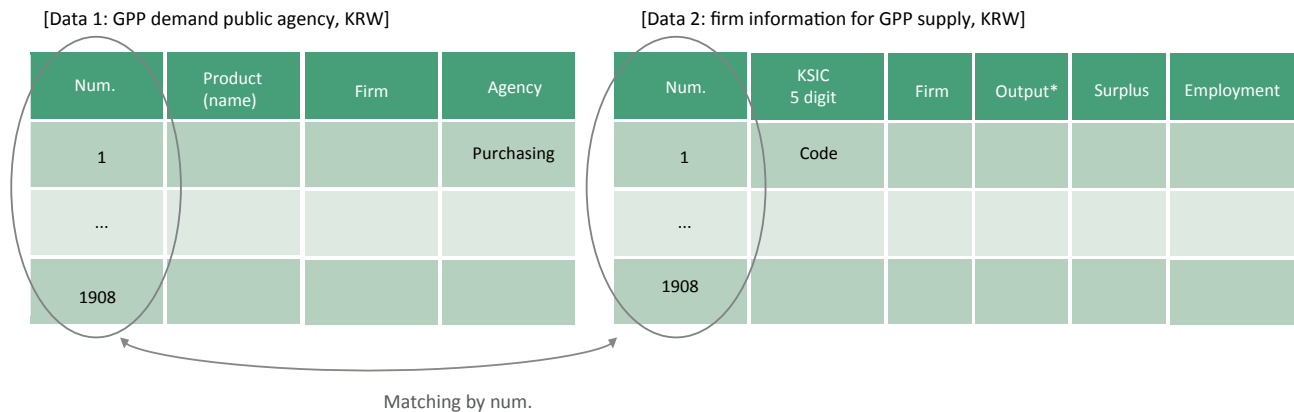 [Data 1: GPP demand public agency, KRW]
Num.
Product
(name)
Firm
Agency
1
Purchasing
...
1908
[Data 2: firm information for GPP supply, KRW]
Num.
KSIC
5 digit
Firm
Output*
Surplus
Employment
1
Code
...
1908
Matching by num.